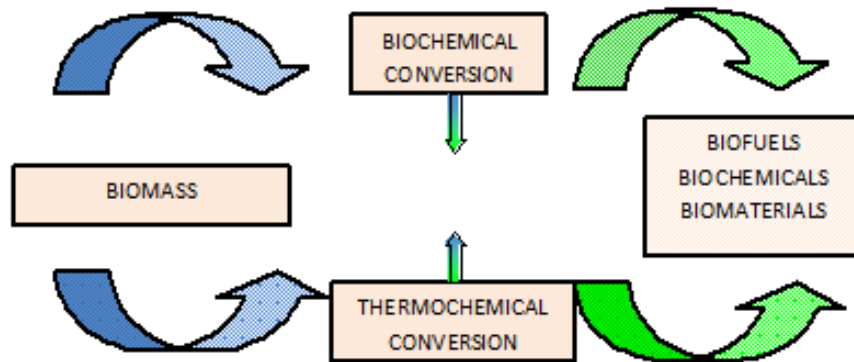 BIOCHEMICAL
CONVERSION
BIOMASS
BIOFUELS
BIOCHEMICALS
BIOMATERIALS
THERMOCHEMICAL
CONVERSION